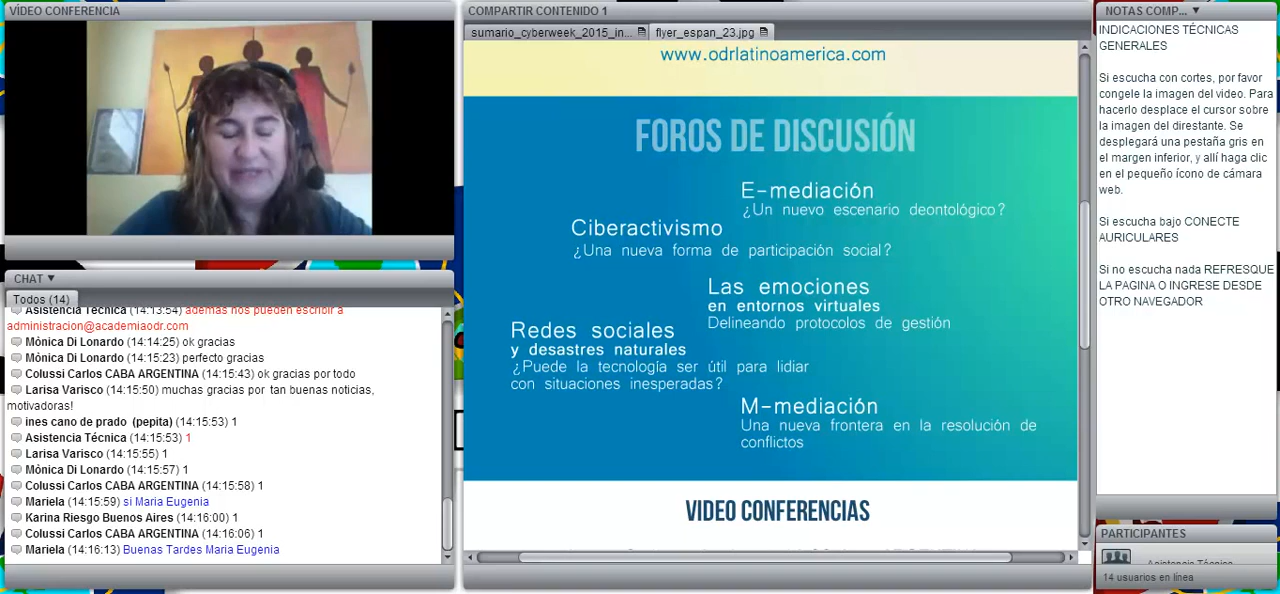 VÍDEO CONFERENCIA
CHAT
Todos (14)
Asistencia Técnica (14:13:54) además nos pueden escribir a
administracion@academiaodr.com
Mónica Di Lonardo (14:14:25) ok gracias
Mónica Di Lonardo (14:15:23) perfecto gracias
Colussi Carlos CABA ARGENTINA (14:15:43) ok gracias por todo
Larisa Varisco (14:15:50) muchas gracias por tan buenas noticias,
motivadoras!
ines cano de prado (pepita) (14:15:53) 1
Asistencia Técnica (14:15:53) 1
Larisa Varisco (14:15:55) 1
Mónica Di Lonardo (14:15:57) 1
Colussi Carlos CABA ARGENTINA (14:15:58) 1
Mariela (14:15:59) si Maria Eugenia
Karina Riesgo Buenos Aires (14:16:00) 1
Colussi Carlos CABA ARGENTINA (14:16:06) 1
Mariela (14:16:13) Buenas Tardes Maria Eugenia
COMPARTIR CONTENIDO 1
sumario_cyberweek_2015_in...
flyer_espan_23.jpg
www.odrlatinoamerica.com
FOROS DE DISCUSIÓN
E-mediación
¿Un nuevo escenario deontológico?
Ciberactivismo
¿Una nueva forma de participación social?
Las emociones
en entornos virtuales
Delineando protocolos de gestión
Redes sociales
y desastres naturales
¿Puede la tecnología ser útil para lidiar
con situaciones inesperadas?
M-mediación
Una nueva frontera en la resolución de
conflictos
VIDEO CONFERENCIAS
NOTAS COMP...
INDICACIONES TÉCNICAS
GENERALES
Si escucha con cortes, por favor
congele la imagen del video. Para
hacerlo desplace el cursor sobre
la imagen del direstante. Se
desplegará una pestaña gris en
el margen inferior, y allí haga clic
en el pequeño ícono de cámara
web.
Si escucha bajo CONECTE
AURICULARES
Si no escucha nada REFRESQUE
LA PAGINA O INGRESE DESDE
OTRO NAVEGADOR
PARTICIPANTES
Asistencia Técnica
14 usuarios en línea